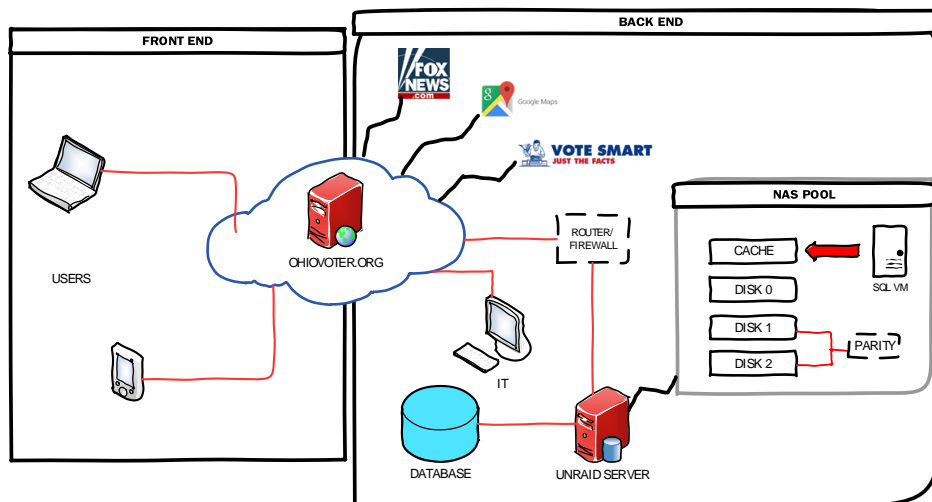 FRONT END
BACK END
FOX
NEWS
.com
g
Google Maps
VOTE SMART
JUST THE FACTS
NAS POOL
USERS
OHIOVOTER.ORG
ROUTER/
FIREWALL
CACHE
SQL VM
DISK 0
DISK 1
PARITY
DISK 2
IT
DATABASE
UNRAID SERVER